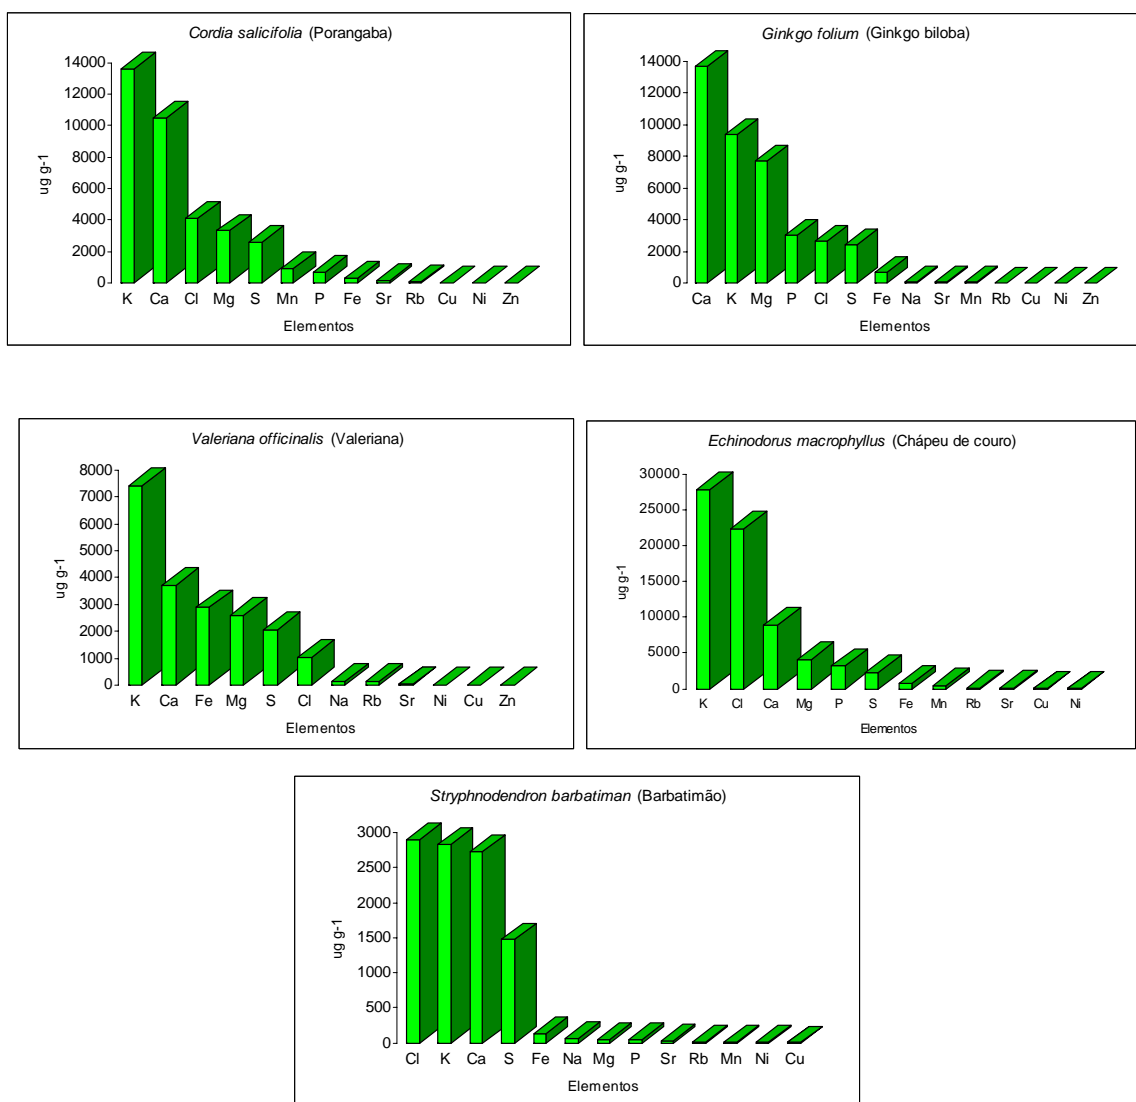 Cordia salicifolia (Porangaba)
14000
12000
10000
8000
6000
4000
2000
0
ug g-1
K Ca Cl Mg S Mn P Fe Sr Rb Cu Ni Zn
Elementos
Ginkgo folium (Ginkgo biloba)
14000
12000
10000
8000
6000
4000
2000
0
ug g-1
Ca K Mg P Cl S Fe Na Sr Mn Rb Cu Ni Zn
Elementos
Valeriana officinalis (Valeriana)
8000
7000
6000
5000
4000
3000
2000
1000
0
ug g-1
K Ca Fe Mg S Cl Na Rb Sr Ni Cu Zn
Elementos
Echinodorus macrophyllus (Chápeu de couro)
30000
25000
20000
15000
10000
5000
0
ug g-1
K Cl Ca Mg P S Fe Mn Rb Sr Cu Ni
Elementos
Stryphnodendron barbatiman (Barbatimão)
3000
2500
2000
1500
1000
500
0
ug g-1
Cl K Ca S Fe Na Mg P Sr Rb Mn Ni Cu
Elementos